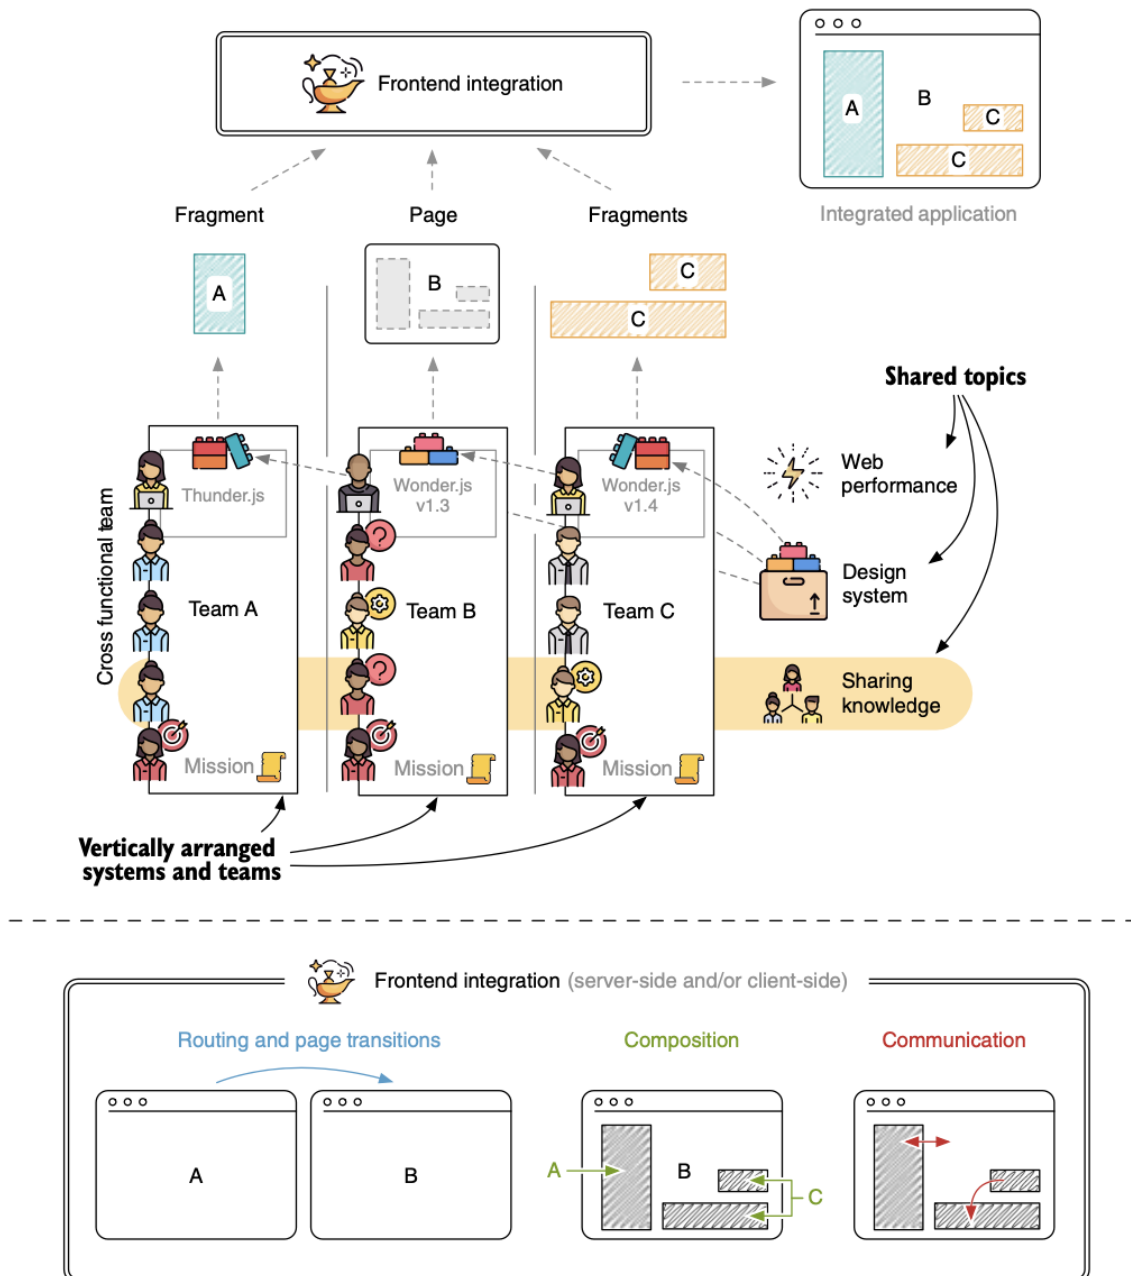 Frontend integration
A
B
C
C
Integrated application
Fragment
Page
Fragments
A
B
C
C
Shared topics
Thunder.js
Wonder.js
v1.3
Wonder.js
v1.4
Web
performance
Design
system
Cross functional team
Team A
Team B
Team C
Sharing
knowledge
Mission
Mission
Mission
Vertically arranged
systems and teams
Frontend integration (server-side and/or client-side)
Routing and page transitions
Composition
Communication
A
B
A
B
C